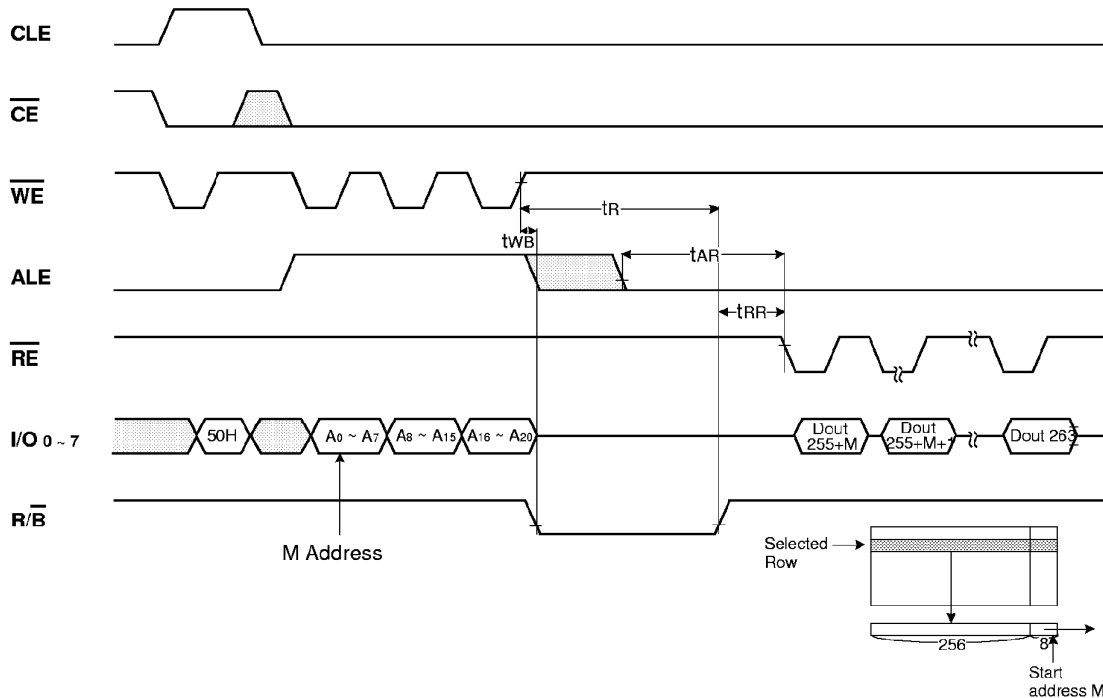 CLE
CE
WE
tR
tWB
ALE
tAR
tRR
RE
I/O 0 ~ 7
50H
A0 ~ A7
A8 ~ A15
A16 ~ A20
Dout
255+M
Dout
255+M+1
Dout 263
R/B
M Address
Selected
Row
256
8
Start
address M